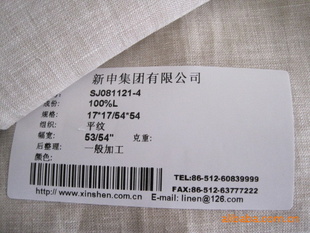 新申集团有限公司
SJ081121-4
成份: 100%L
规格: 17*17/54*54
组织: 平纹
幅宽: 53/54" 克重:
后整理: 一般加工
颜色:
TEL:86-512-60839999
FAX:86-512-63777222
http://www.xinshen.com.cn E-mail: linen@126.com